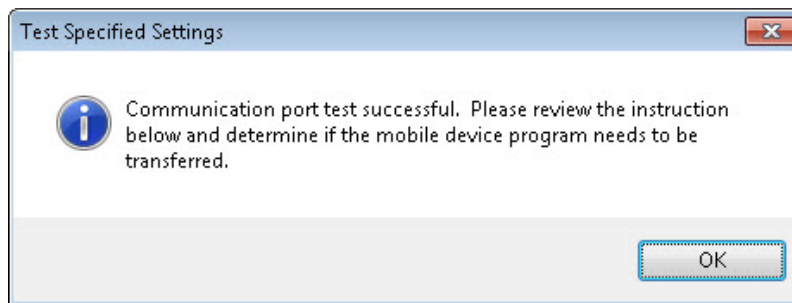 Test Specified Settings
Communication port test successful.  Please review the instruction
below and determine if the mobile device program needs to be
transferred.
OK